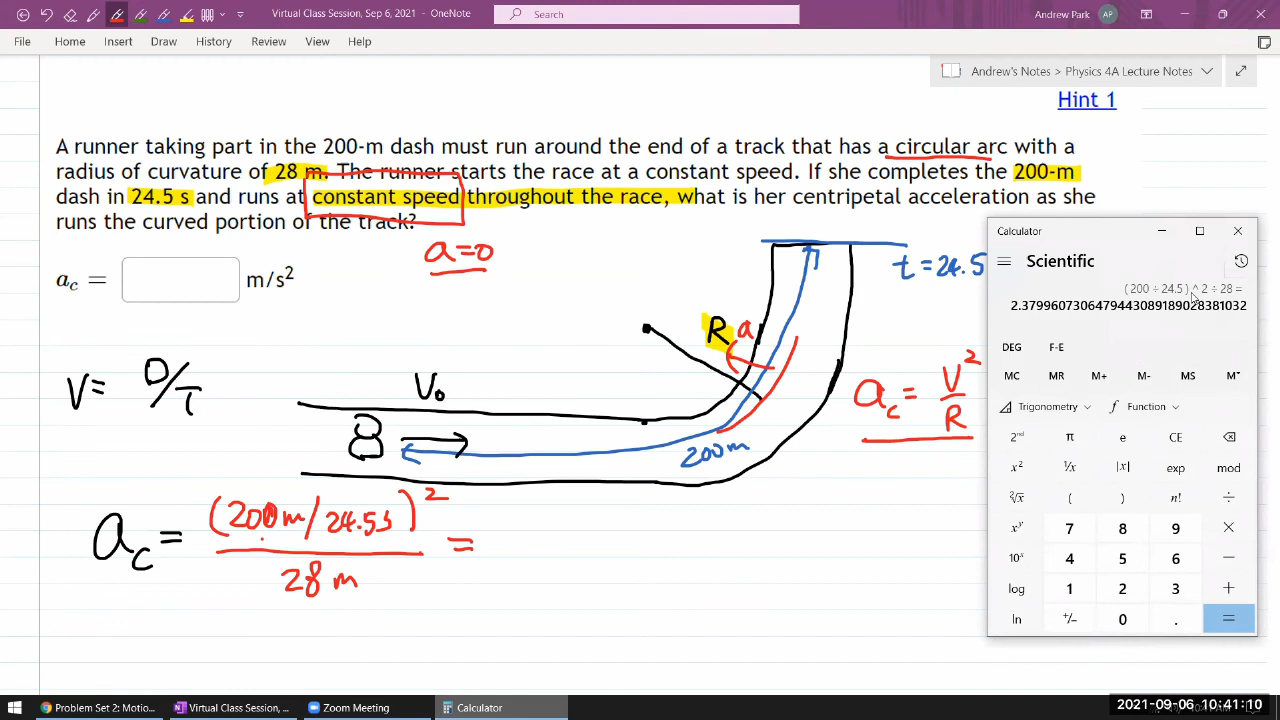 Virtual Class Session, Sep 6, 2021 - OneNote
Search
Andrew Park
AP
File Home Insert Draw History Review View Help
Andrew's Notes > Physics 4A Lecture Notes
Hint 1
A runner taking part in the 200-m dash must run around the end of a track that has a circular arc with a
radius of curvature of 28 m. The runner starts the race at a constant speed. If she completes the 200-m
dash in 24.5 s and runs at constant speed throughout the race, what is her centripetal acceleration as she
runs the curved portion of the track?
a=0
a_c = m/s²
t = 24.5
R a
V = D/T
V₀
a_c = V²/R
200m
a_c = (200m/24.5s)² / 28 m =
Calculator
Scientific
(200 ÷ 24.5) ^ 2 ÷ 28 =
DEG F-E
MC MR M+ M- MS M˅
Trigonometry f Function
2ⁿᵈ π e CE
x² ¹/x |x| exp mod
²√x ( ) n! ÷
xʸ 7 8 9 ×
10ˣ 4 5 6 −
log 1 2 3 +
ln +/− 0 . =
Problem Set 2: Motio...
Virtual Class Session, ...
Zoom Meeting
Calculator
2021-09-06 10:41:10